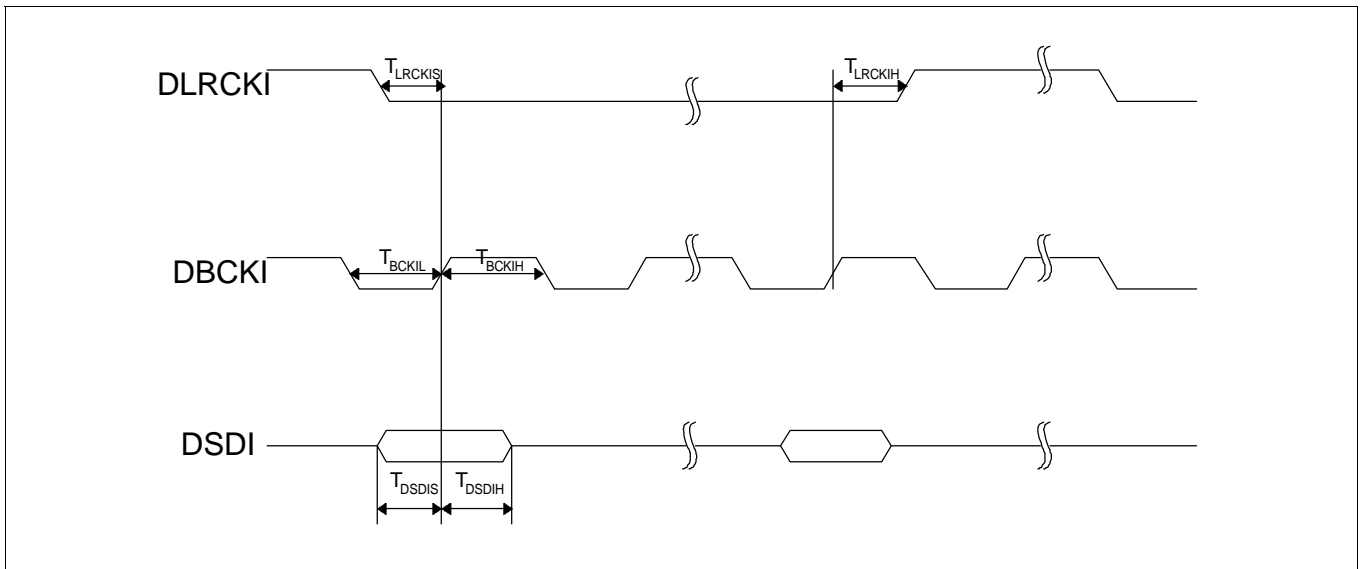 DLRCKI
TLRCKIS
TLRCKIH
DBCKI
TBCKIL
TBCKIH
DSDI
TDSDIS
TDSDIH